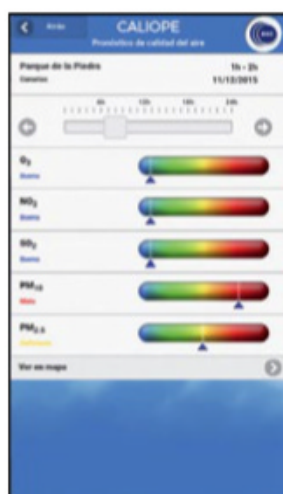 Atrás
CALIOPE
Pronóstico de calidad del aire
Parque de la Piedra
1h - 2h
Canarias
11/12/2015
6h 12h 18h 24h
O3
Buena
NO2
Buena
SO2
Buena
PM10
Mala
PM2.5
Ver en mapa